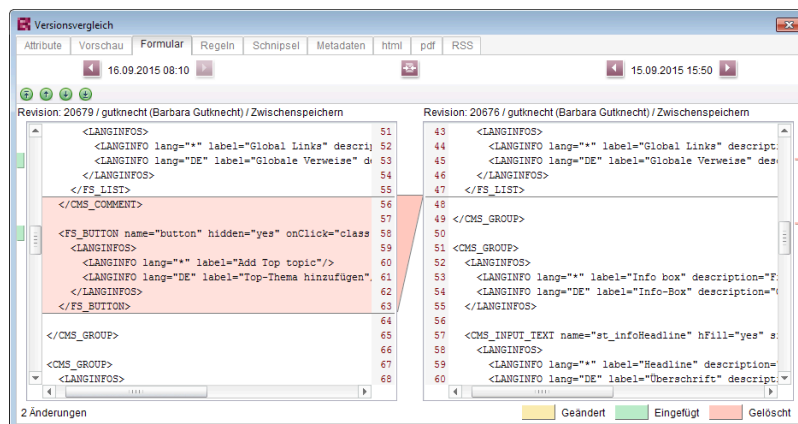 Versionsvergleich
Attribute Vorschau Formular Regeln Schnipsel Metadaten html pdf RSS
16.09.2015 08:10 15.09.2015 15:50
Revision: 20679 / gutknecht (Barbara Gutknecht) / Zwischenspeichern
<LANGINFOS> 51
<LANGINFO lang="*" label="Global Links" descrip 52
<LANGINFO lang="DE" label="Globale Verweise" d 53
</LANGINFOS> 54
</FS_LIST> 55
</CMS_COMMENT> 56
57
<FS_BUTTON name="button" hidden="yes" onClick="class 58
<LANGINFOS> 59
<LANGINFO lang="*" label="Add Top topic"/> 60
<LANGINFO lang="DE" label="Top-Thema hinzufügen" 61
</LANGINFOS> 62
</FS_BUTTON> 63
64
</CMS_GROUP> 65
66
<CMS_GROUP> 67
<LANGINFOS> 68
Revision: 20676 / gutknecht (Barbara Gutknecht) / Zwischenspeichern
43 <LANGINFOS>
44 <LANGINFO lang="*" label="Global Links" descript
45 <LANGINFO lang="DE" label="Globale Verweise" des
46 </LANGINFOS>
47 </FS_LIST>
48
49 </CMS_GROUP>
50
51 <CMS_GROUP>
52 <LANGINFOS>
53 <LANGINFO lang="*" label="Info box" description="F
54 <LANGINFO lang="DE" label="Info-Box" description="
55 </LANGINFOS>
56
57 <CMS_INPUT_TEXT name="st_infoHeadline" hFill="yes" s
58 <LANGINFOS>
59 <LANGINFO lang="*" label="Headline" description=
60 <LANGINFO lang="DE" label="Überschrift" descript
2 Änderungen Geändert Eingefügt Gelöscht